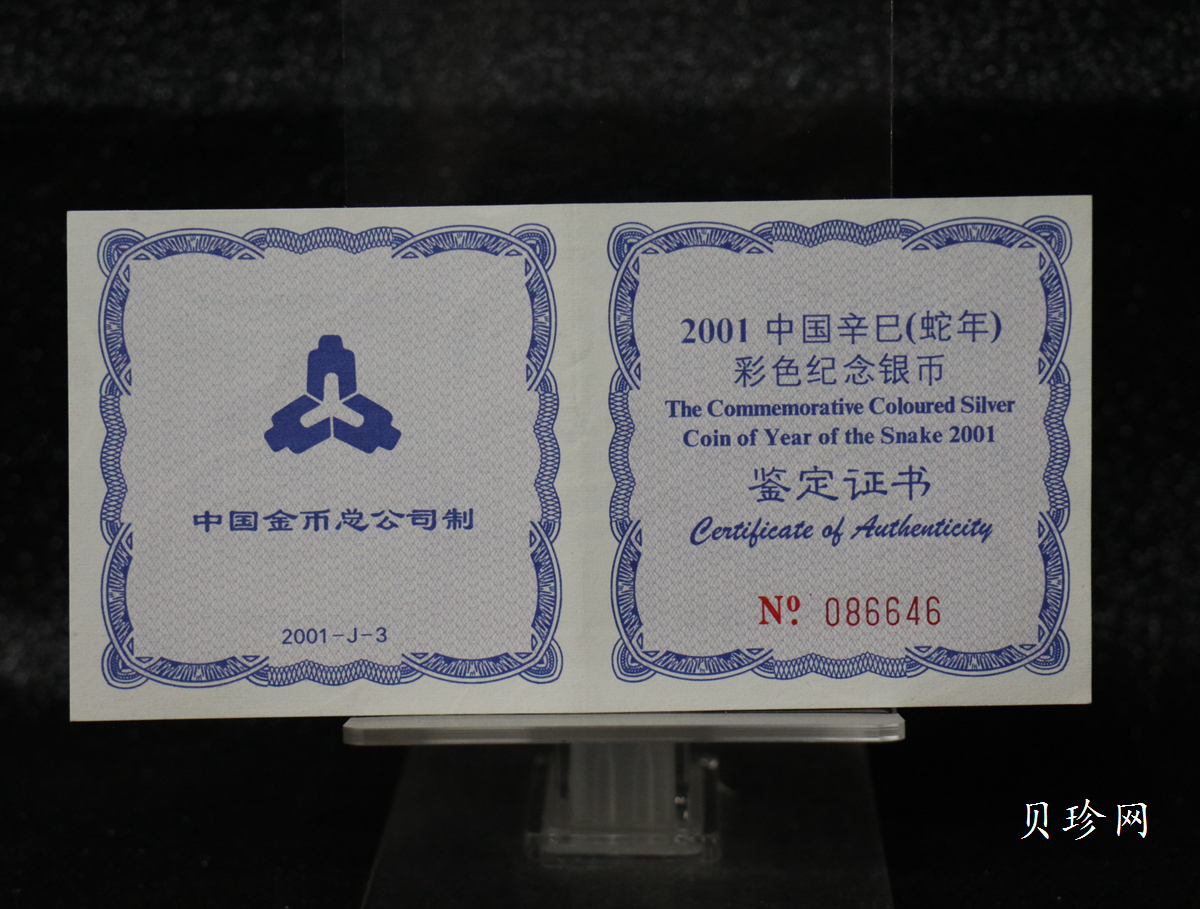 中国金币总公司制
2001-J-3
2001 中国辛巳(蛇年)
彩色纪念银币
The Commemorative Coloured Silver
Coin of Year of the Snake 2001
鉴定证书
Certificate of Authenticity
Nº. 086646
贝珍网